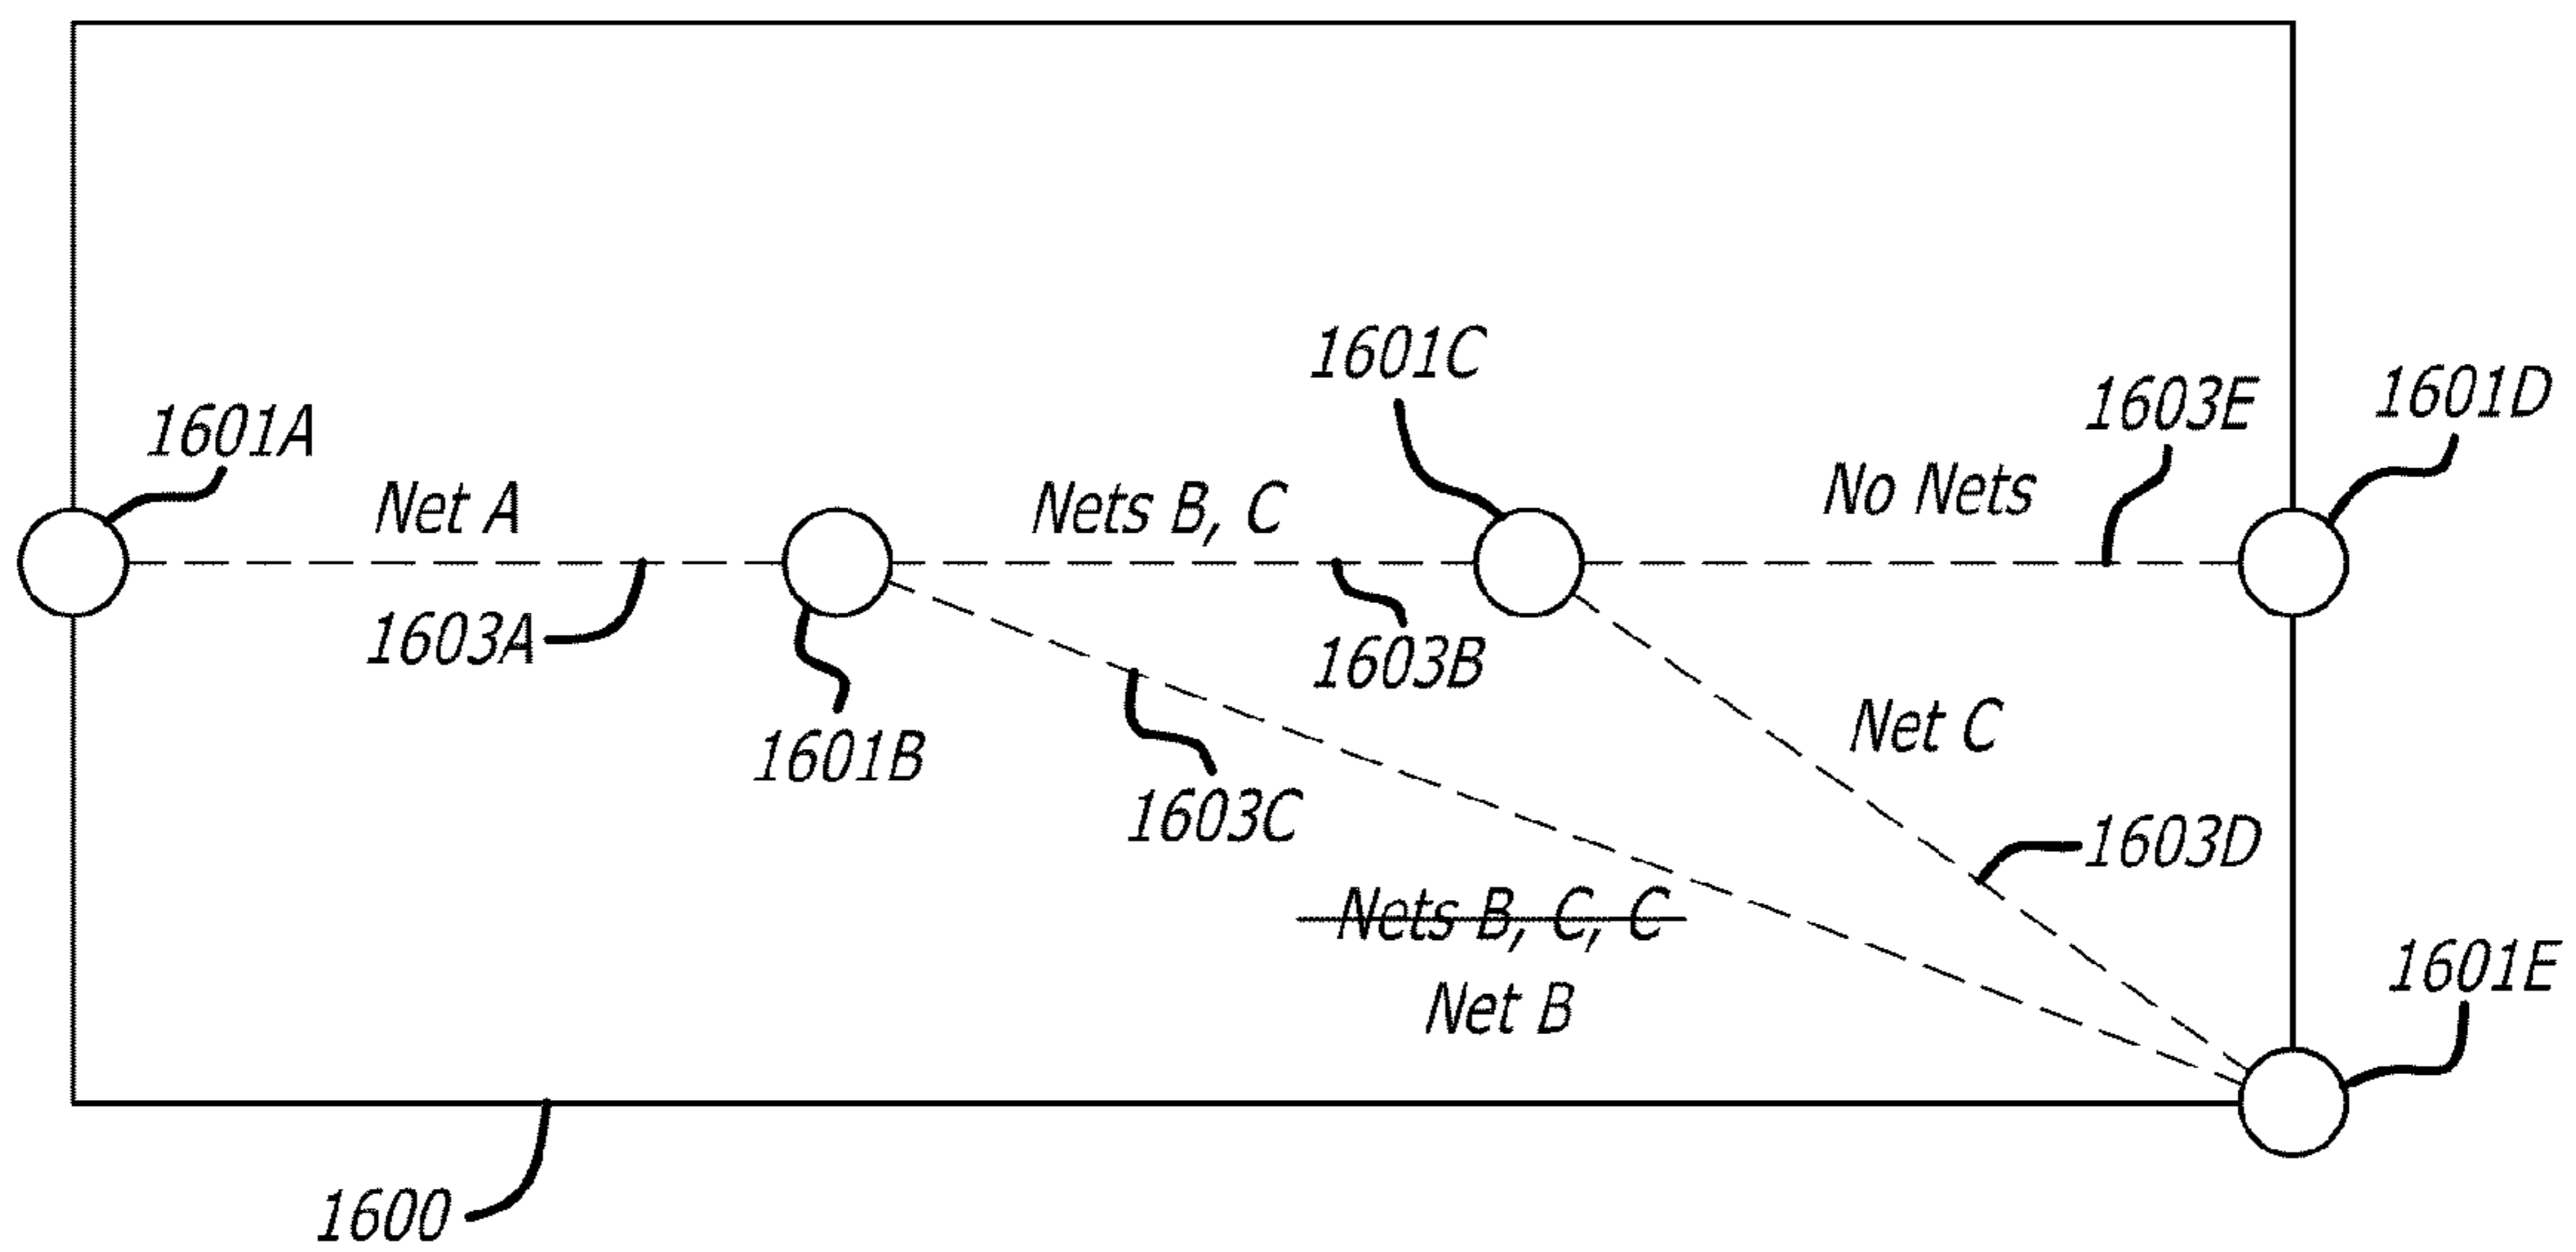 1601C
1601D
1603E
1601A
No Nets
Net A
Nets B, C
1603A
1603B
Net C
1601B
1603C
1603D
Nets B, C, C
1601E
Net B
1600